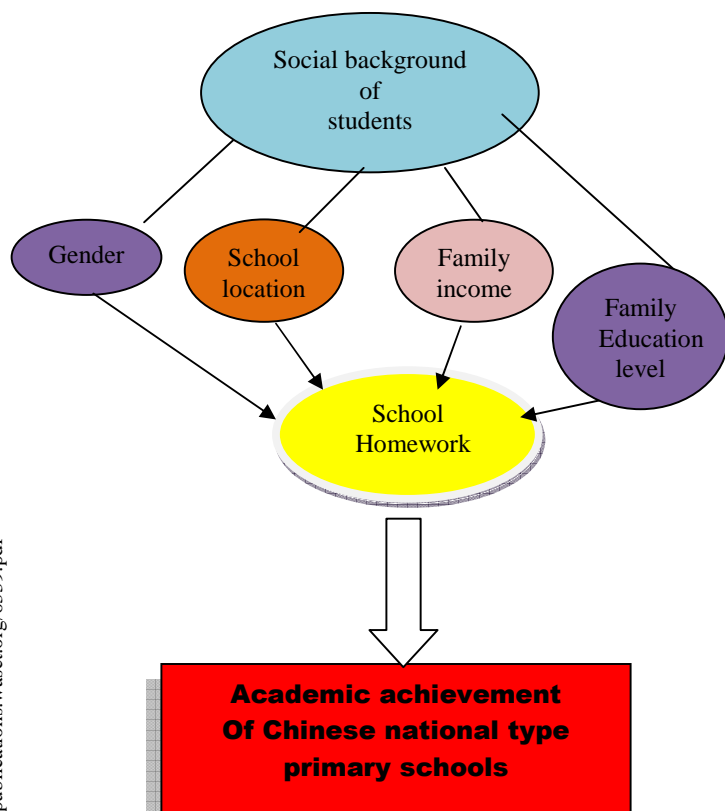 Social background
of
students
Gender
School
location
Family
income
Family
Education
level
School
Homework
Academic achievement
Of Chinese national type
primary schools